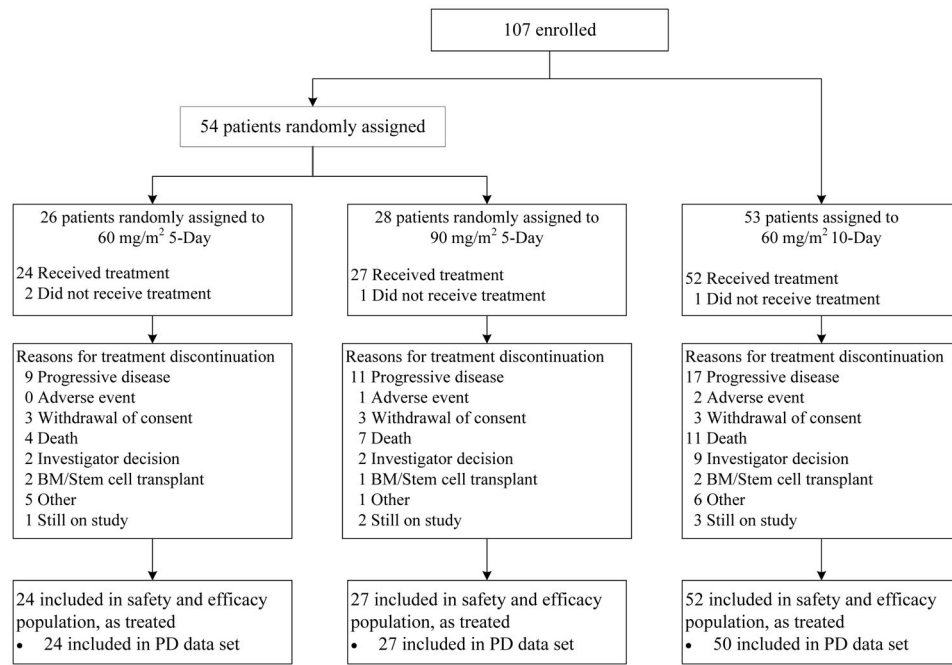 107 enrolled
54 patients randomly assigned
26 patients randomly assigned to
60 mg/m² 5-Day
24 Received treatment
2 Did not receive treatment
28 patients randomly assigned to
90 mg/m² 5-Day
27 Received treatment
1 Did not receive treatment
53 patients assigned to
60 mg/m² 10-Day
52 Received treatment
1 Did not receive treatment
Reasons for treatment discontinuation
9 Progressive disease
0 Adverse event
3 Withdrawal of consent
4 Death
2 Investigator decision
2 BM/Stem cell transplant
5 Other
1 Still on study
Reasons for treatment discontinuation
11 Progressive disease
1 Adverse event
3 Withdrawal of consent
7 Death
2 Investigator decision
1 BM/Stem cell transplant
1 Other
2 Still on study
Reasons for treatment discontinuation
17 Progressive disease
2 Adverse event
3 Withdrawal of consent
11 Death
9 Investigator decision
2 BM/Stem cell transplant
6 Other
3 Still on study
24 included in safety and efficacy
population, as treated
• 24 included in PD data set
27 included in safety and efficacy
population, as treated
• 27 included in PD data set
52 included in safety and efficacy
population, as treated
• 50 included in PD data set